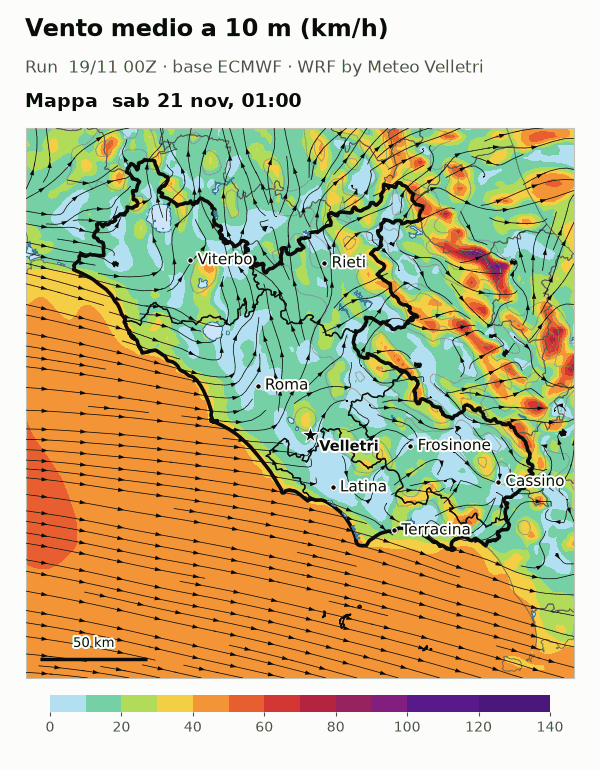 Vento medio a 10 m (km/h)
Run  19/11 00Z · base ECMWF · WRF by Meteo Velletri
Mappa  sab 21 nov, 01:00
Viterbo
Rieti
Roma
Velletri
Frosinone
Cassino
Latina
Terracina
50 km
0 20 40 60 80 100 120 140